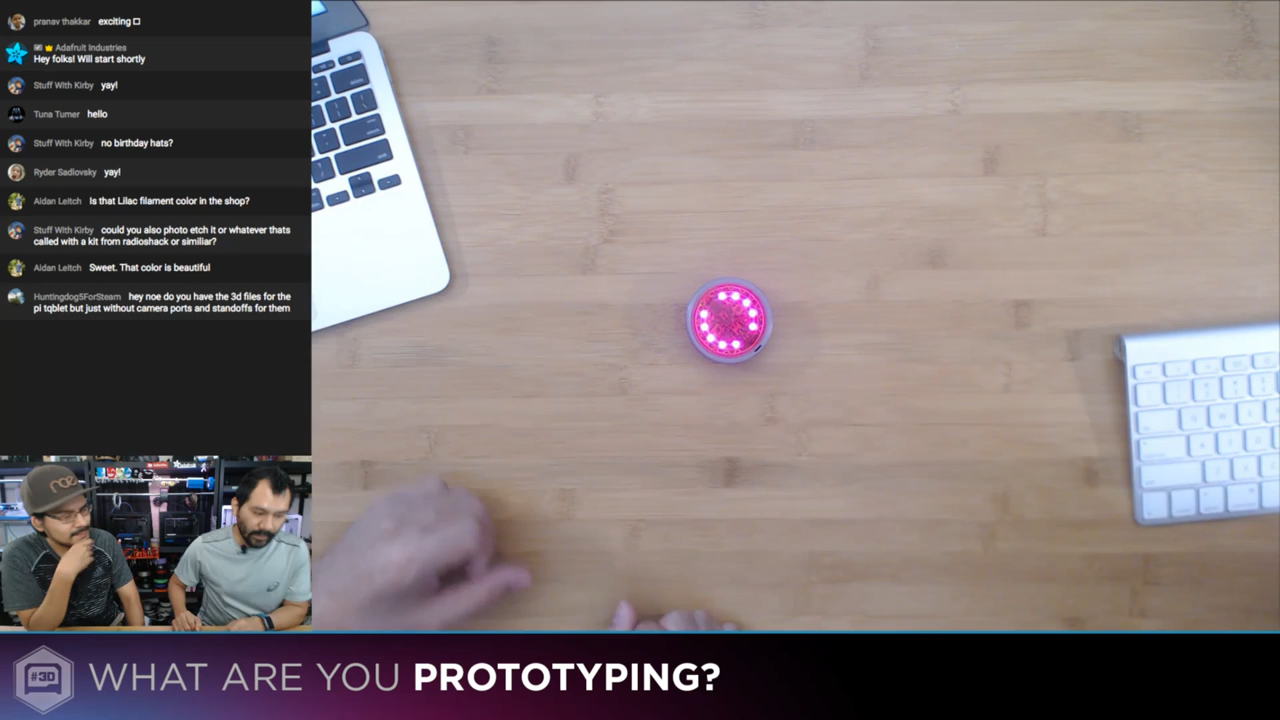 pranav thakkar exciting
Adafruit Industries
Hey folks! Will start shortly
Stuff With Kirby yay!
Tuna Turner hello
Stuff With Kirby no birthday hats?
Ryder Sadlovsky yay!
Aidan Leitch Is that Lilac filament color in the shop?
Stuff With Kirby could you also photo etch it or whatever thats
called with a kit from radioshack or similiar?
Aidan Leitch Sweet. That color is beautiful
Huntingdog5ForSteam hey noe do you have the 3d files for the
pi tqblet but just without camera ports and standoffs for them
noe
#3D
WHAT ARE YOU PROTOTYPING?